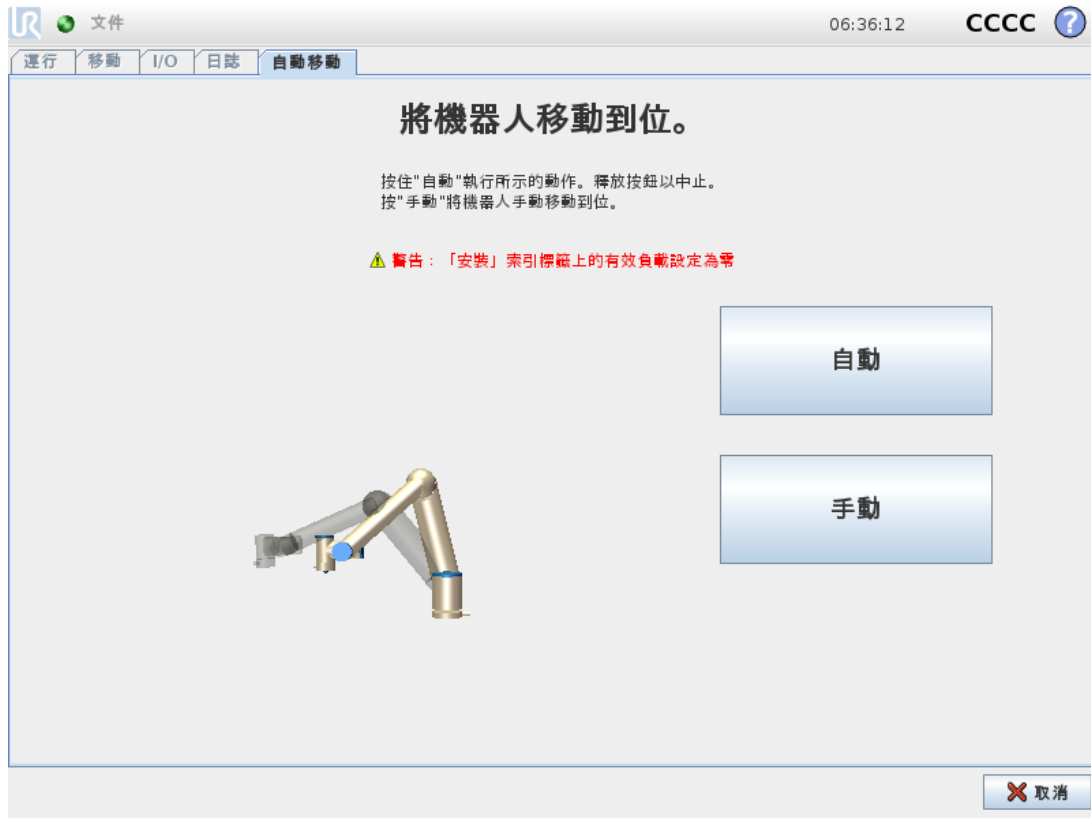 UR 文件 06:36:12 CCCC ?
運行 移動 I/O 日誌 自動移動
將機器人移動到位。
按住"自動"執行所示的動作。釋放按鈕以中止。
按"手動"將機器人手動移動到位。
警告：「安裝」索引標籤上的有效負載設定為零
自動
手動
取消